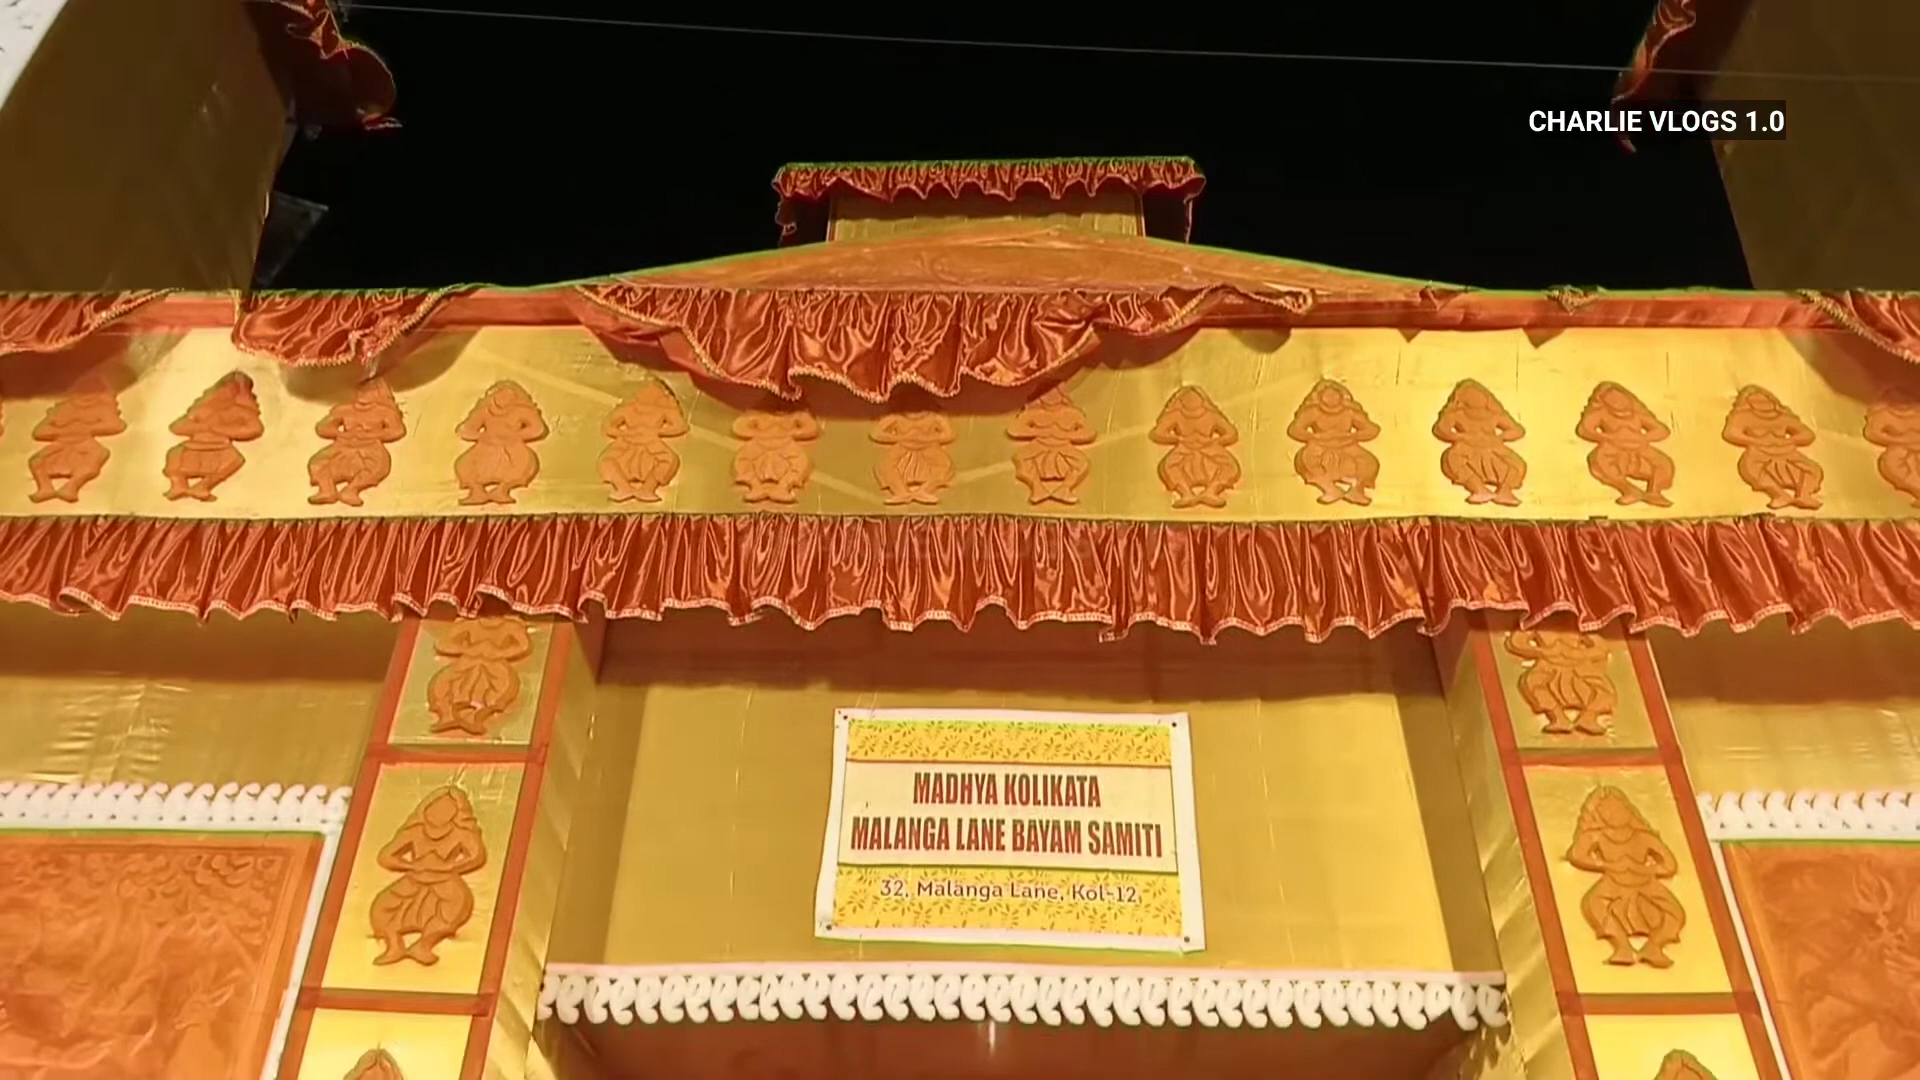 CHARLIE VLOGS 1.0
MADHYA KOLIKATA
MALANGA LANE BAYAM SAMITI
32, Malanga Lane, Kol-12